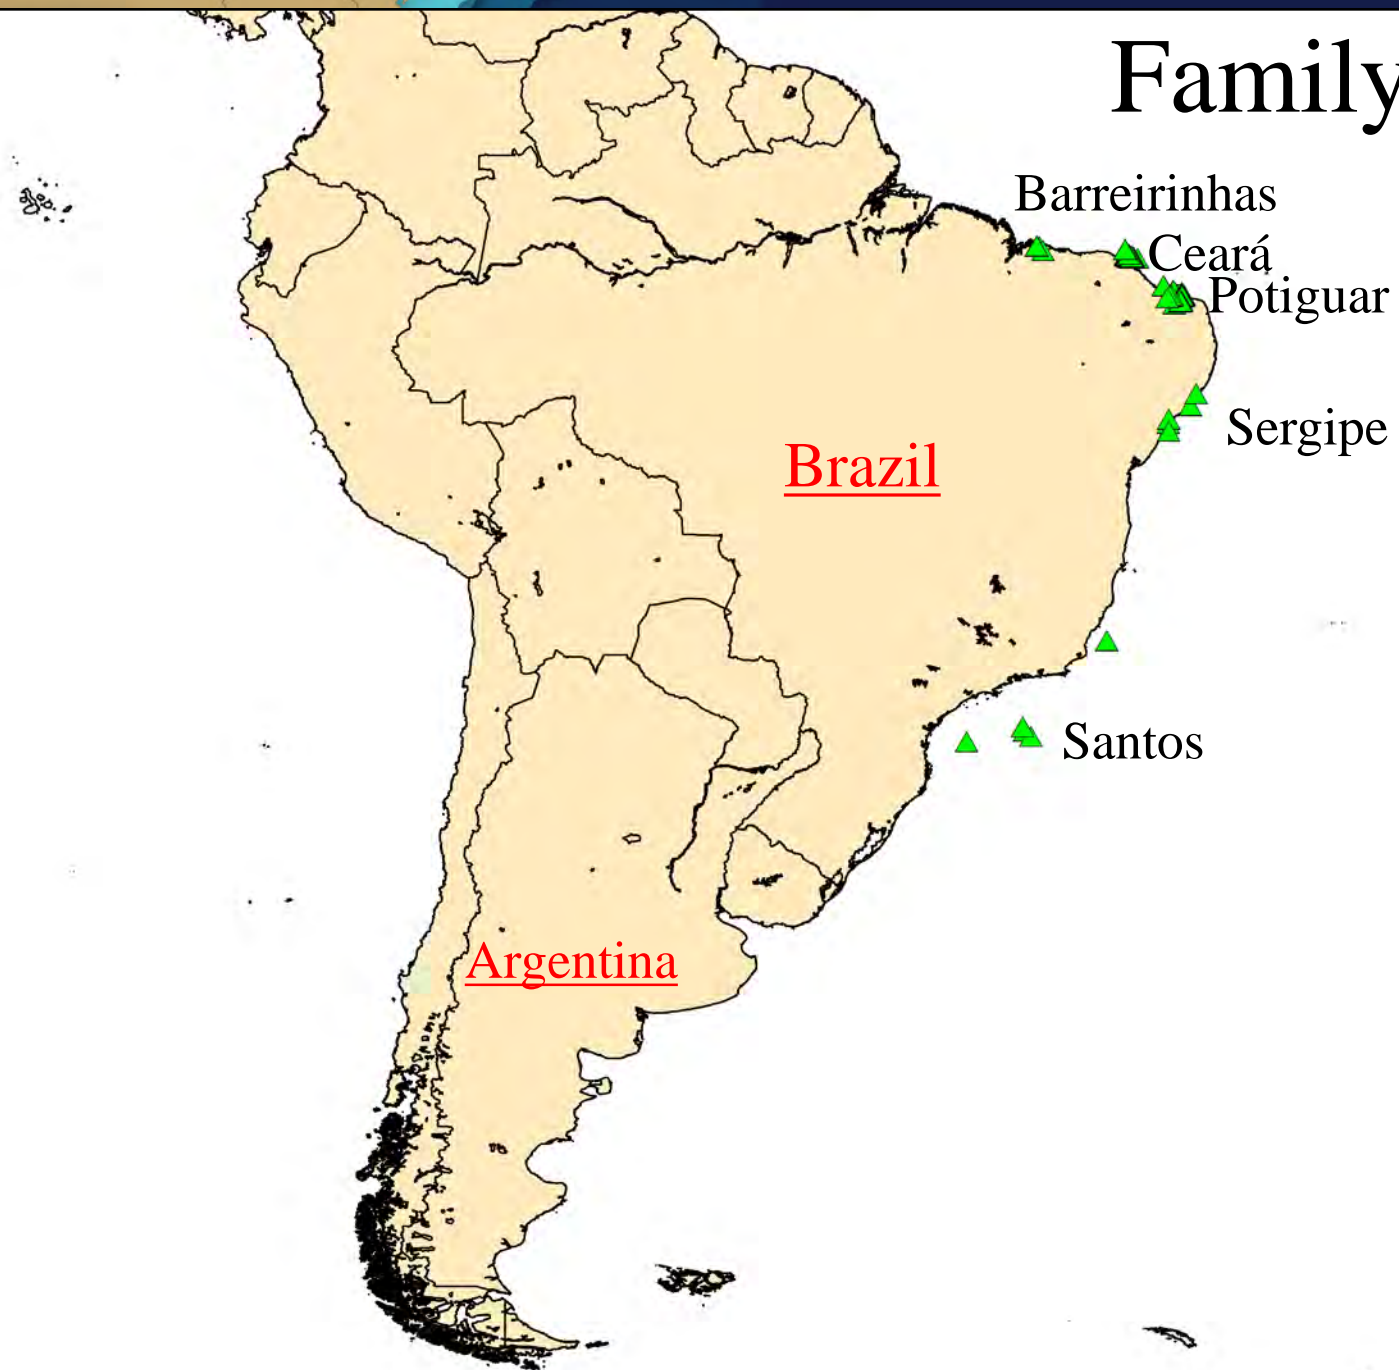 Family
Barreirinhas
Ceará
Potiguar
Sergipe
Brazil
Santos
Argentina